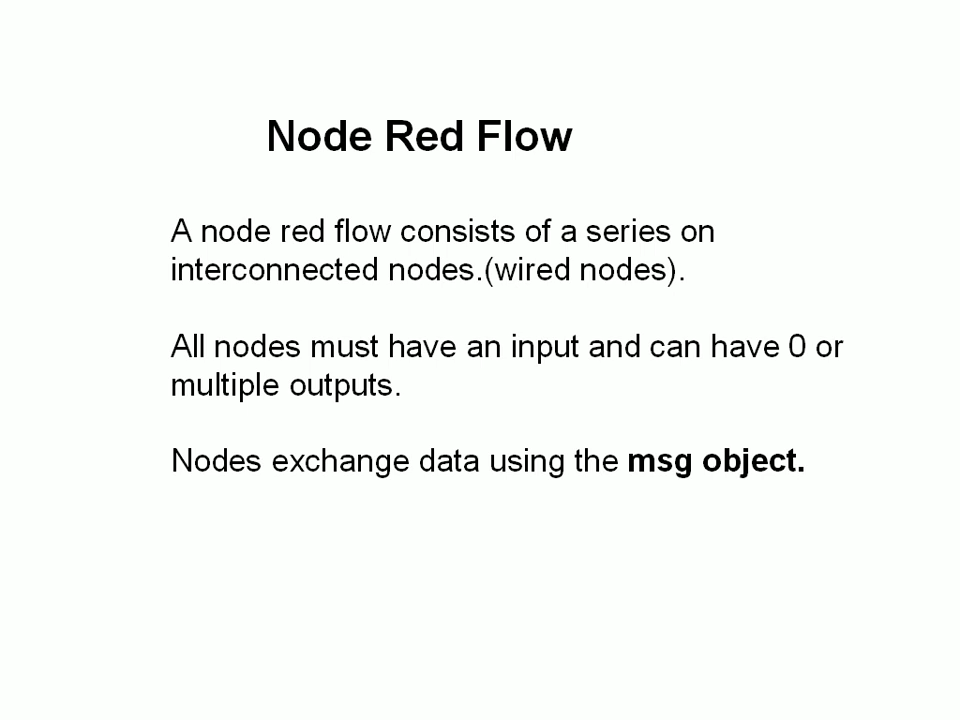 Node Red Flow
A node red flow consists of a series on
interconnected nodes.(wired nodes).
All nodes must have an input and can have 0 or
multiple outputs.
Nodes exchange data using the msg object.